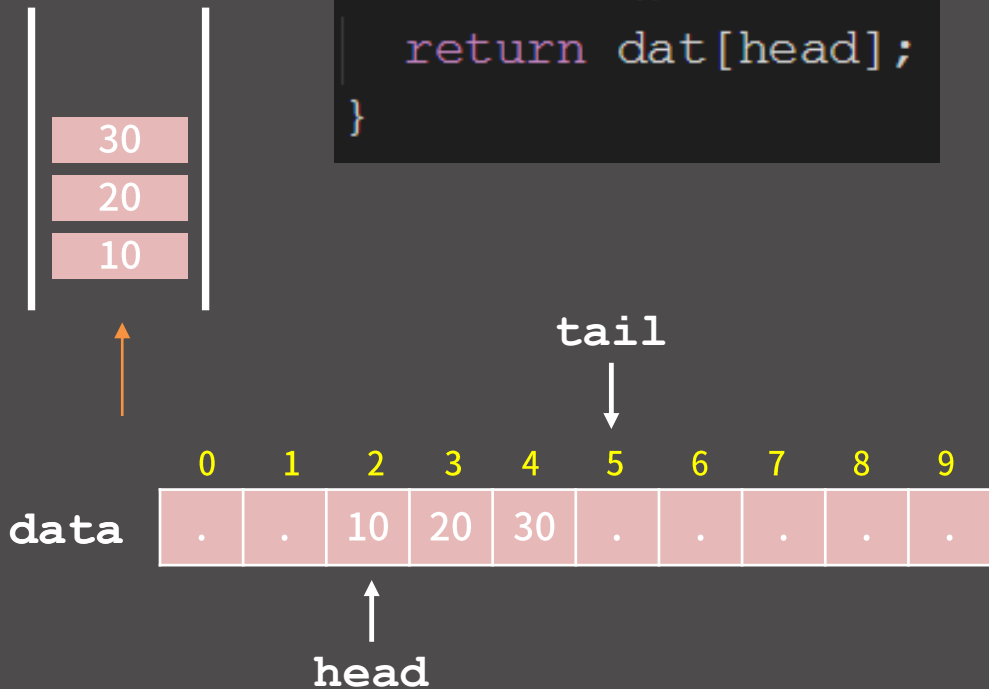 return dat[head];
}
30
20
10
tail
0 1 2 3 4 5 6 7 8 9
data . . 10 20 30 . . . . .
head